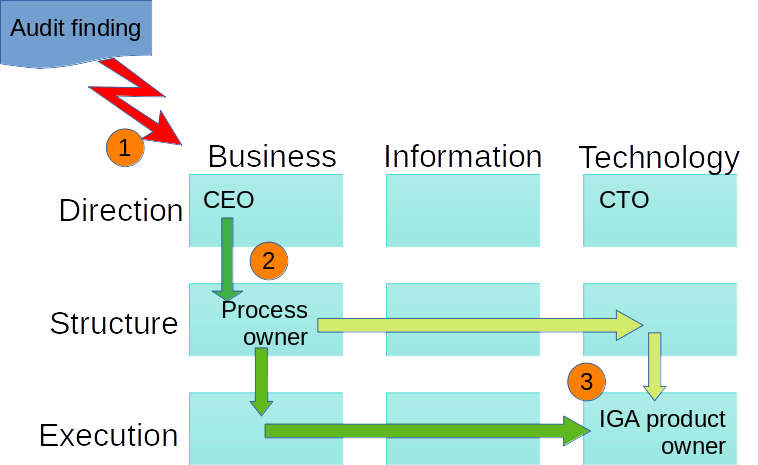 Audit finding
1
Business Information Technology
Direction CEO CTO
2
Structure Process
owner
3
Execution IGA product
owner